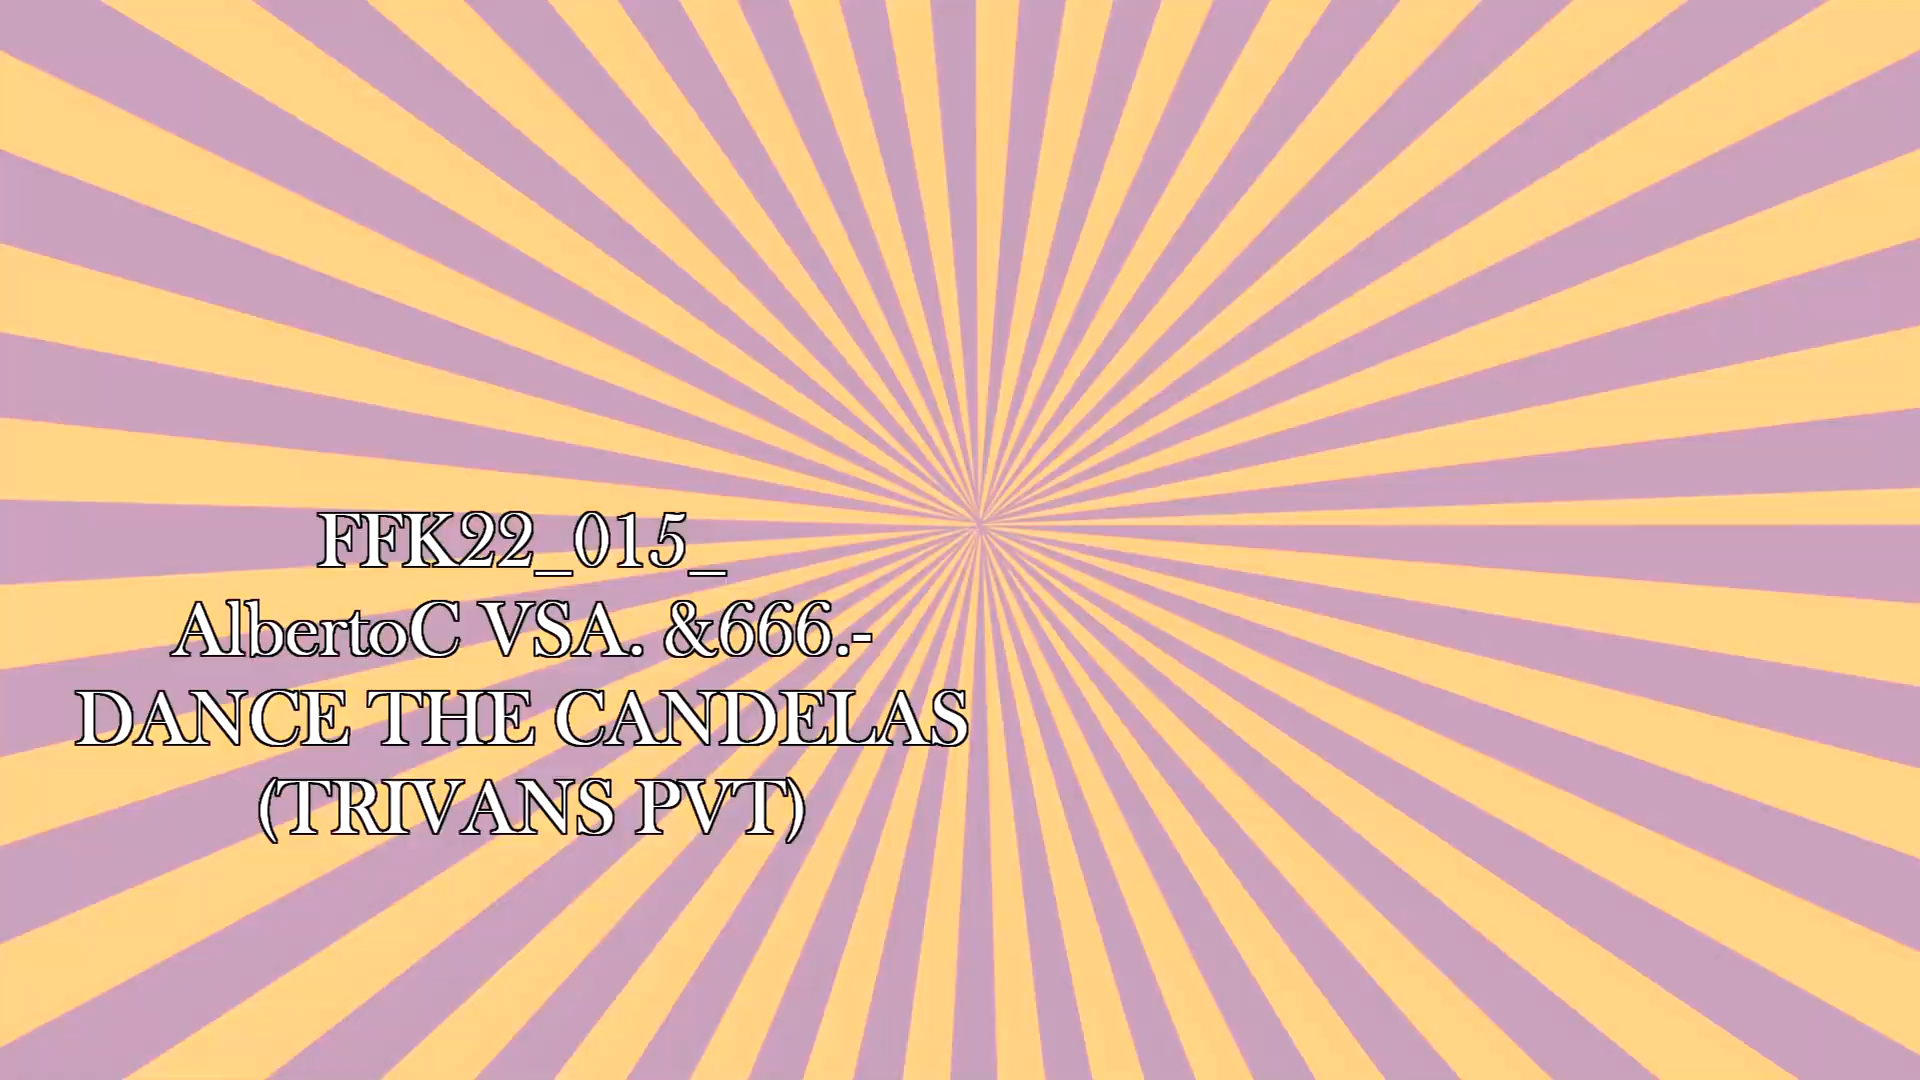 FFK22_015_
AlbertoC VSA. &666.-
DANCE THE CANDELAS
(TRIVANS PVT)